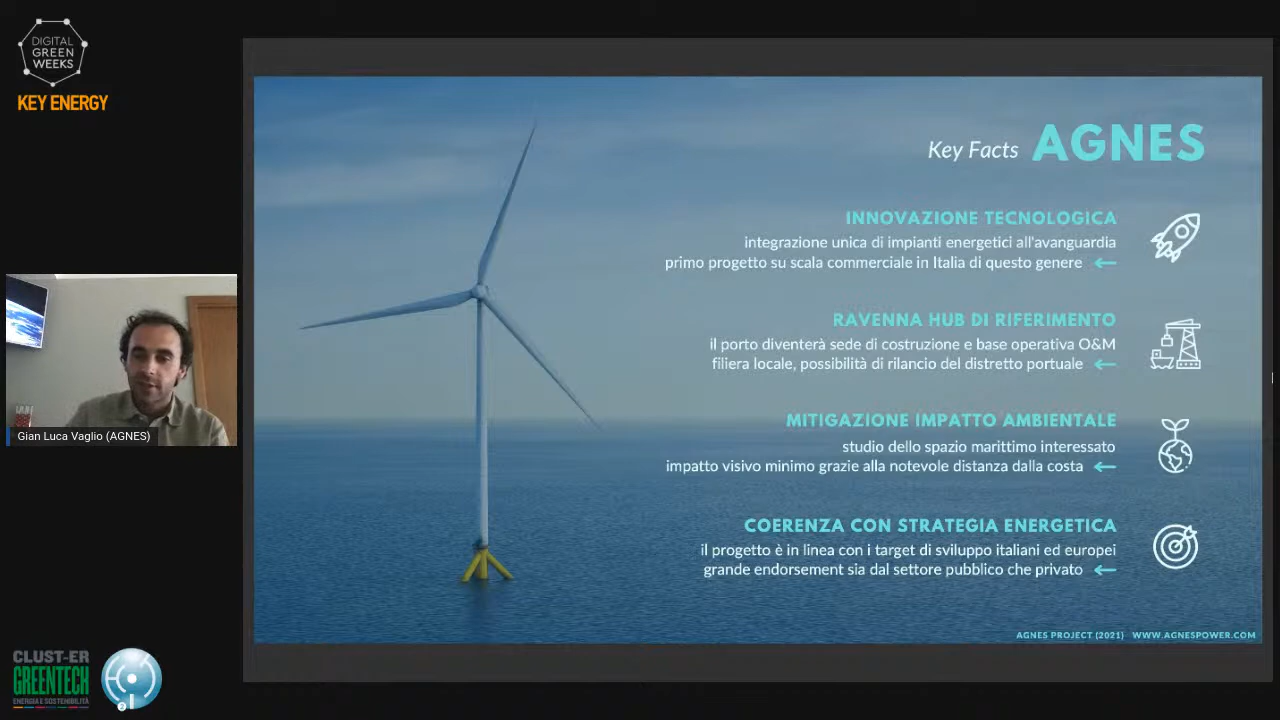 DIGITAL
GREEN
WEEKS
KEY ENERGY
Key Facts AGNES
INNOVAZIONE TECNOLOGICA
integrazione unica di impianti energetici all'avanguardia
primo progetto su scala commerciale in Italia di questo genere
RAVENNA HUB DI RIFERIMENTO
il porto diventerà sede di costruzione e base operativa O&M
filiera locale, possibilità di rilancio del distretto portuale
MITIGAZIONE IMPATTO AMBIENTALE
studio dello spazio marittimo interessato
impatto visivo minimo grazie alla notevole distanza dalla costa
COERENZA CON STRATEGIA ENERGETICA
il progetto è in linea con i target di sviluppo italiani ed europei
grande endorsement sia dal settore pubblico che privato
AGNES PROJECT (2021) WWW.AGNESPOWER.COM
Gian Luca Vaglio (AGNES)
CLUST-ER
GREENTECH
ENERGIA E SOSTENIBILITÀ
2